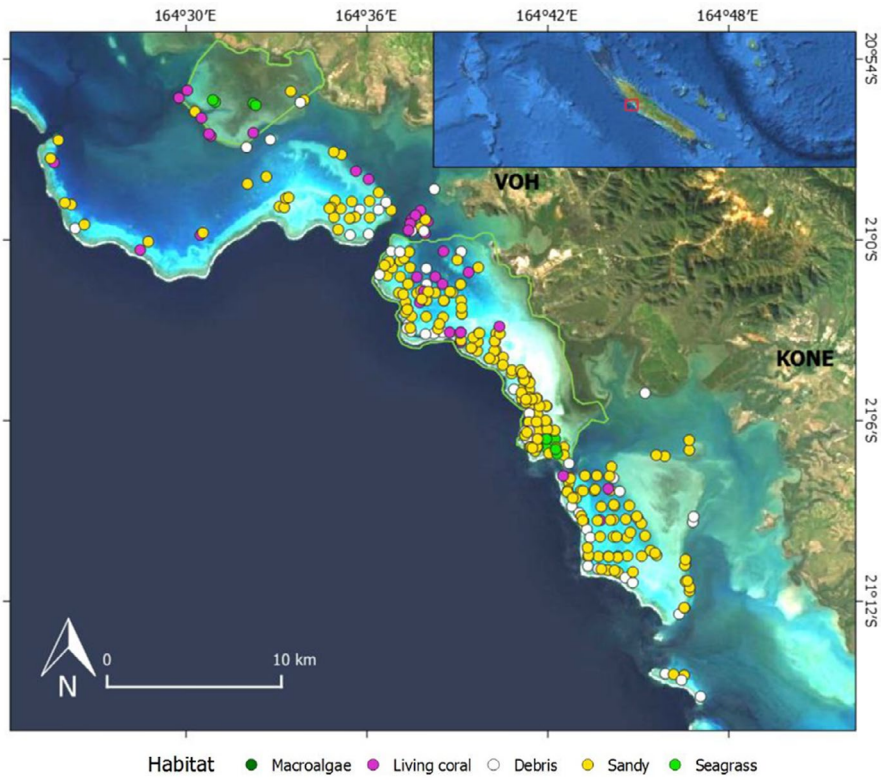 164°30'E 164°36'E 164°42'E 164°48'E
20°54'S
VOH
21°0'S
KONE
21°6'S
21°12'S
0 10 km
N
Habitat Macroalgae Living coral Debris Sandy Seagrass